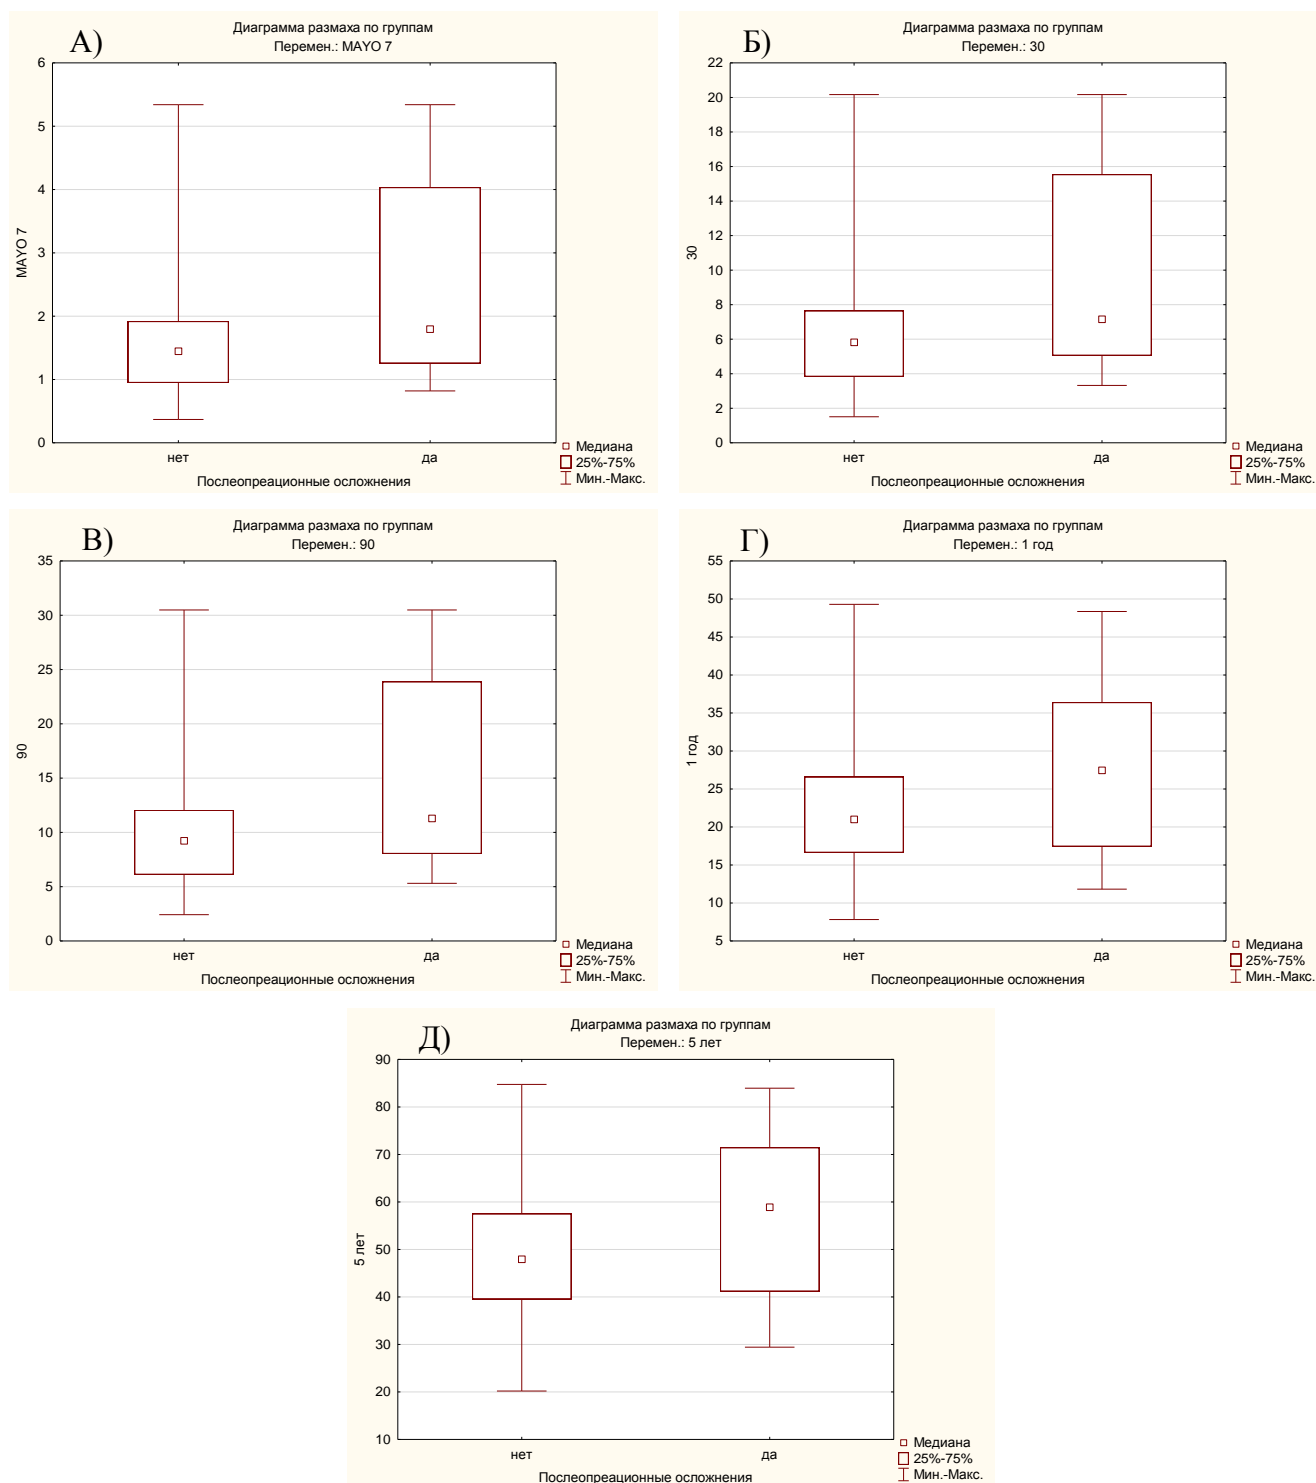 А)
Диаграмма размаха по группам
Перемен.: MAYO 7
6
5
4
3
2
1
0
MAYO 7
нет
да
Послеопреационные осложнения
Медиана
25%-75%
Мин.-Макс.
Б)
Диаграмма размаха по группам
Перемен.: 30
22
20
18
16
14
12
10
8
6
4
2
0
30
нет
да
Послеопреационные осложнения
Медиана
25%-75%
Мин.-Макс.
В)
Диаграмма размаха по группам
Перемен.: 90
35
30
25
20
15
10
5
0
90
нет
да
Послеопреационные осложнения
Медиана
25%-75%
Мин.-Макс.
Г)
Диаграмма размаха по группам
Перемен.: 1 год
55
50
45
40
35
30
25
20
15
10
5
1 год
нет
да
Послеопреационные осложнения
Медиана
25%-75%
Мин.-Макс.
Д)
Диаграмма размаха по группам
Перемен.: 5 лет
90
80
70
60
50
40
30
20
10
5 лет
нет
да
Послеопреационные осложнения
Медиана
25%-75%
Мин.-Макс.